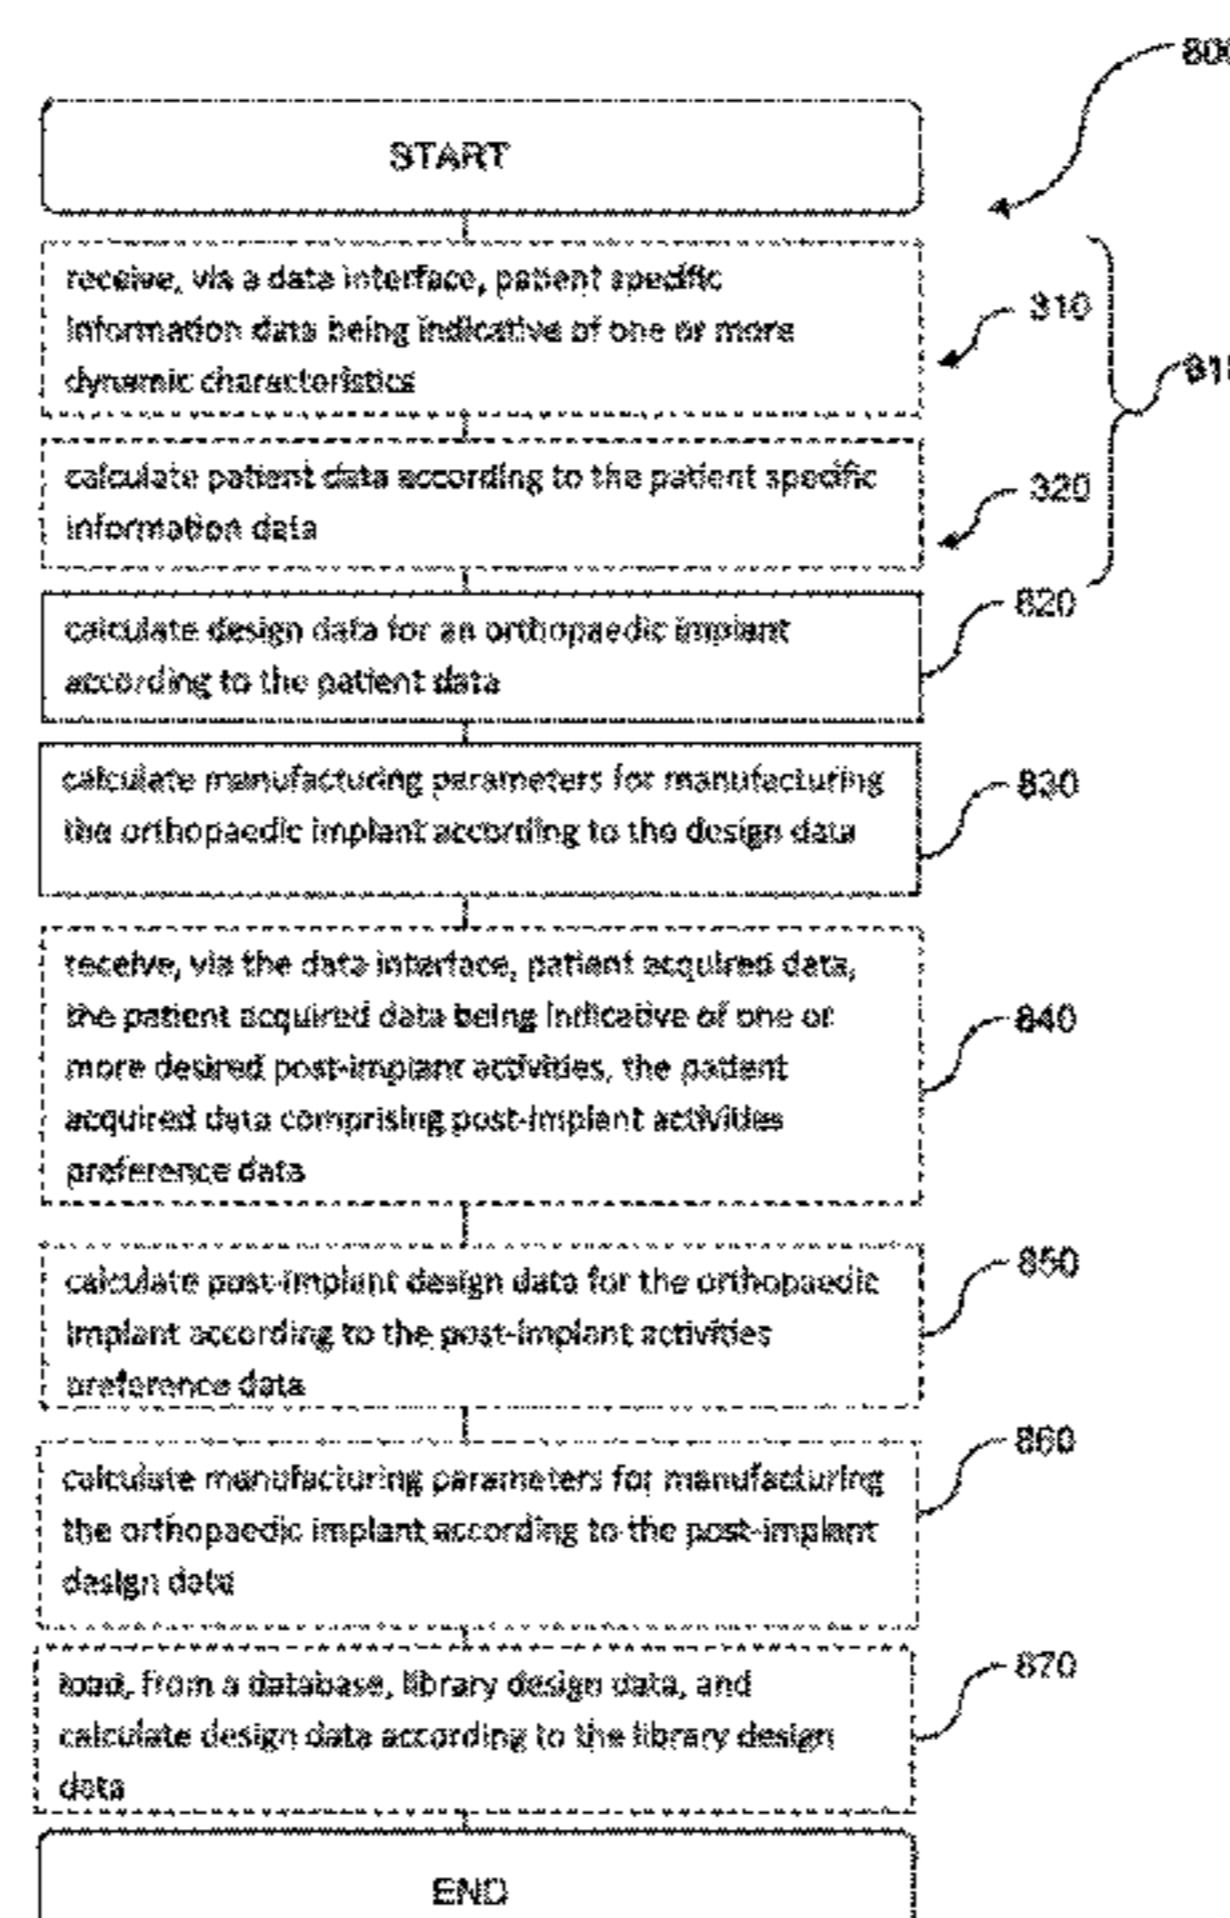 800
START
receive, via a data interface, patient specific
information data being indicative of one or more
dynamic characteristics
310
calculate patient data according to the patient specific
information data
320
calculate design data for an orthopaedic implant
according to the patient data
820
calculate manufacturing parameters for manufacturing
the orthopaedic implant according to the design data
830
receive, via the data interface, patient acquired data,
the patient acquired data being indicative of one or
more desired post-implant activities, the patient
acquired data comprising post-implant activities
preference data
840
calculate post-implant design data for the orthopaedic
implant according to the post-implant activities
preference data
850
calculate manufacturing parameters for manufacturing
the orthopaedic implant according to the post-implant
design data
860
load, from a database, library design data, and
calculate design data according to the library design
data
870
END